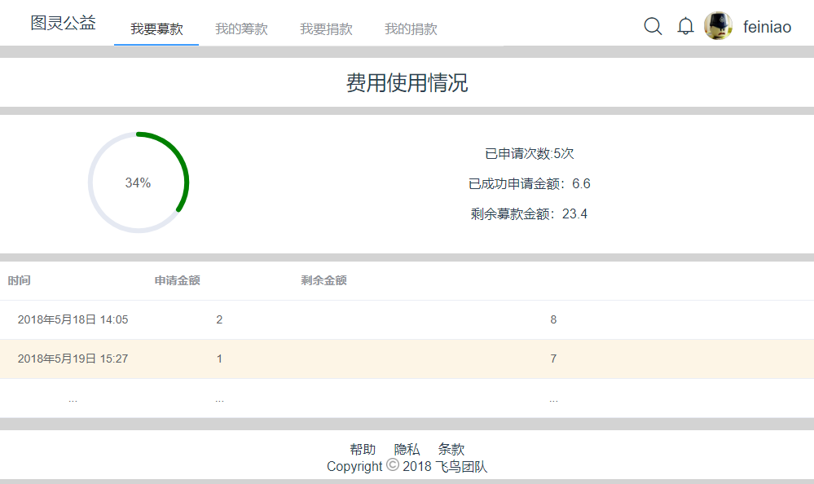 图灵公益 我要募款 我的筹款 我要捐款 我的捐款 feiniao
费用使用情况
34%
已申请次数:5次
已成功申请金额：6.6
剩余募款金额：23.4
时间 申请金额 剩余金额
2018年5月18日 14:05 2 8
2018年5月19日 15:27 1 7
... ... ...
帮助 隐私 条款
Copyright © 2018 飞鸟团队